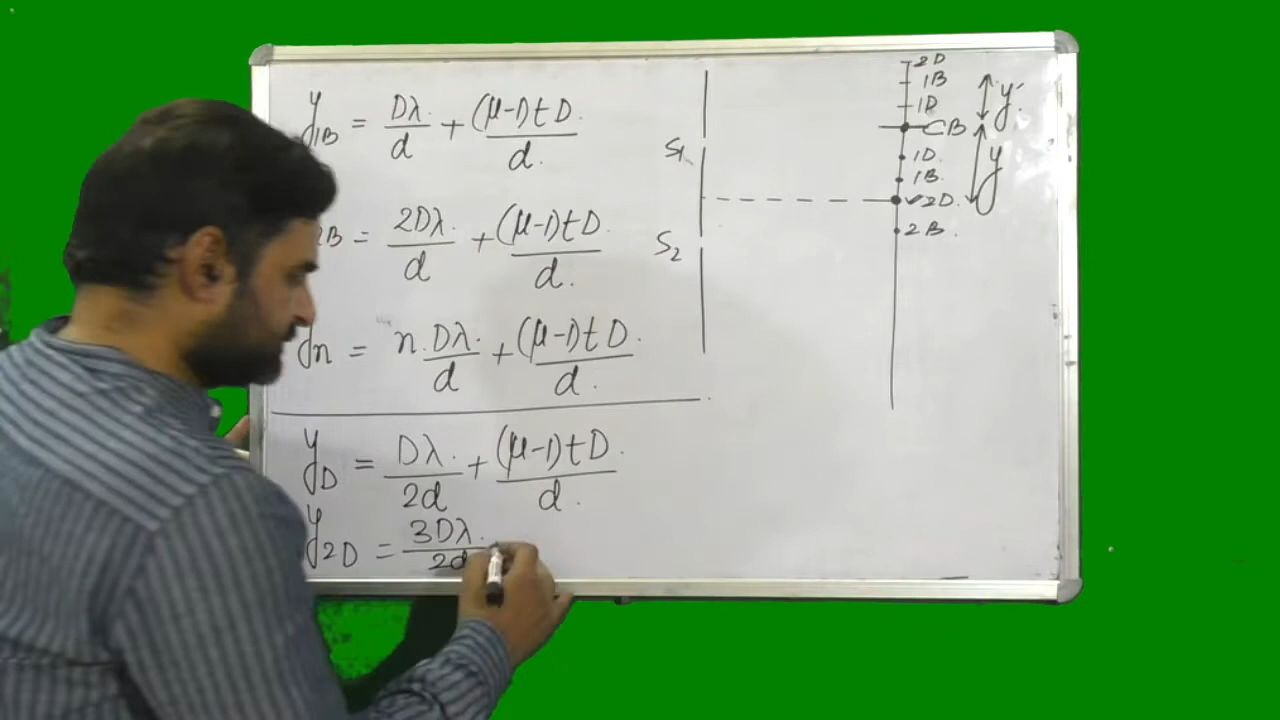 y1B = Dλ/d + (μ-1)tD/d.
2B = 2Dλ/d + (μ-1)tD/d.
yn = n.Dλ/d + (μ-1)tD/d.
yD = Dλ/2d + (μ-1)tD/d.
y2D = 3Dλ/2d
S1
S2
2D
1B
1D
CB
1D.
1B.
2D.
2B.
y'
y